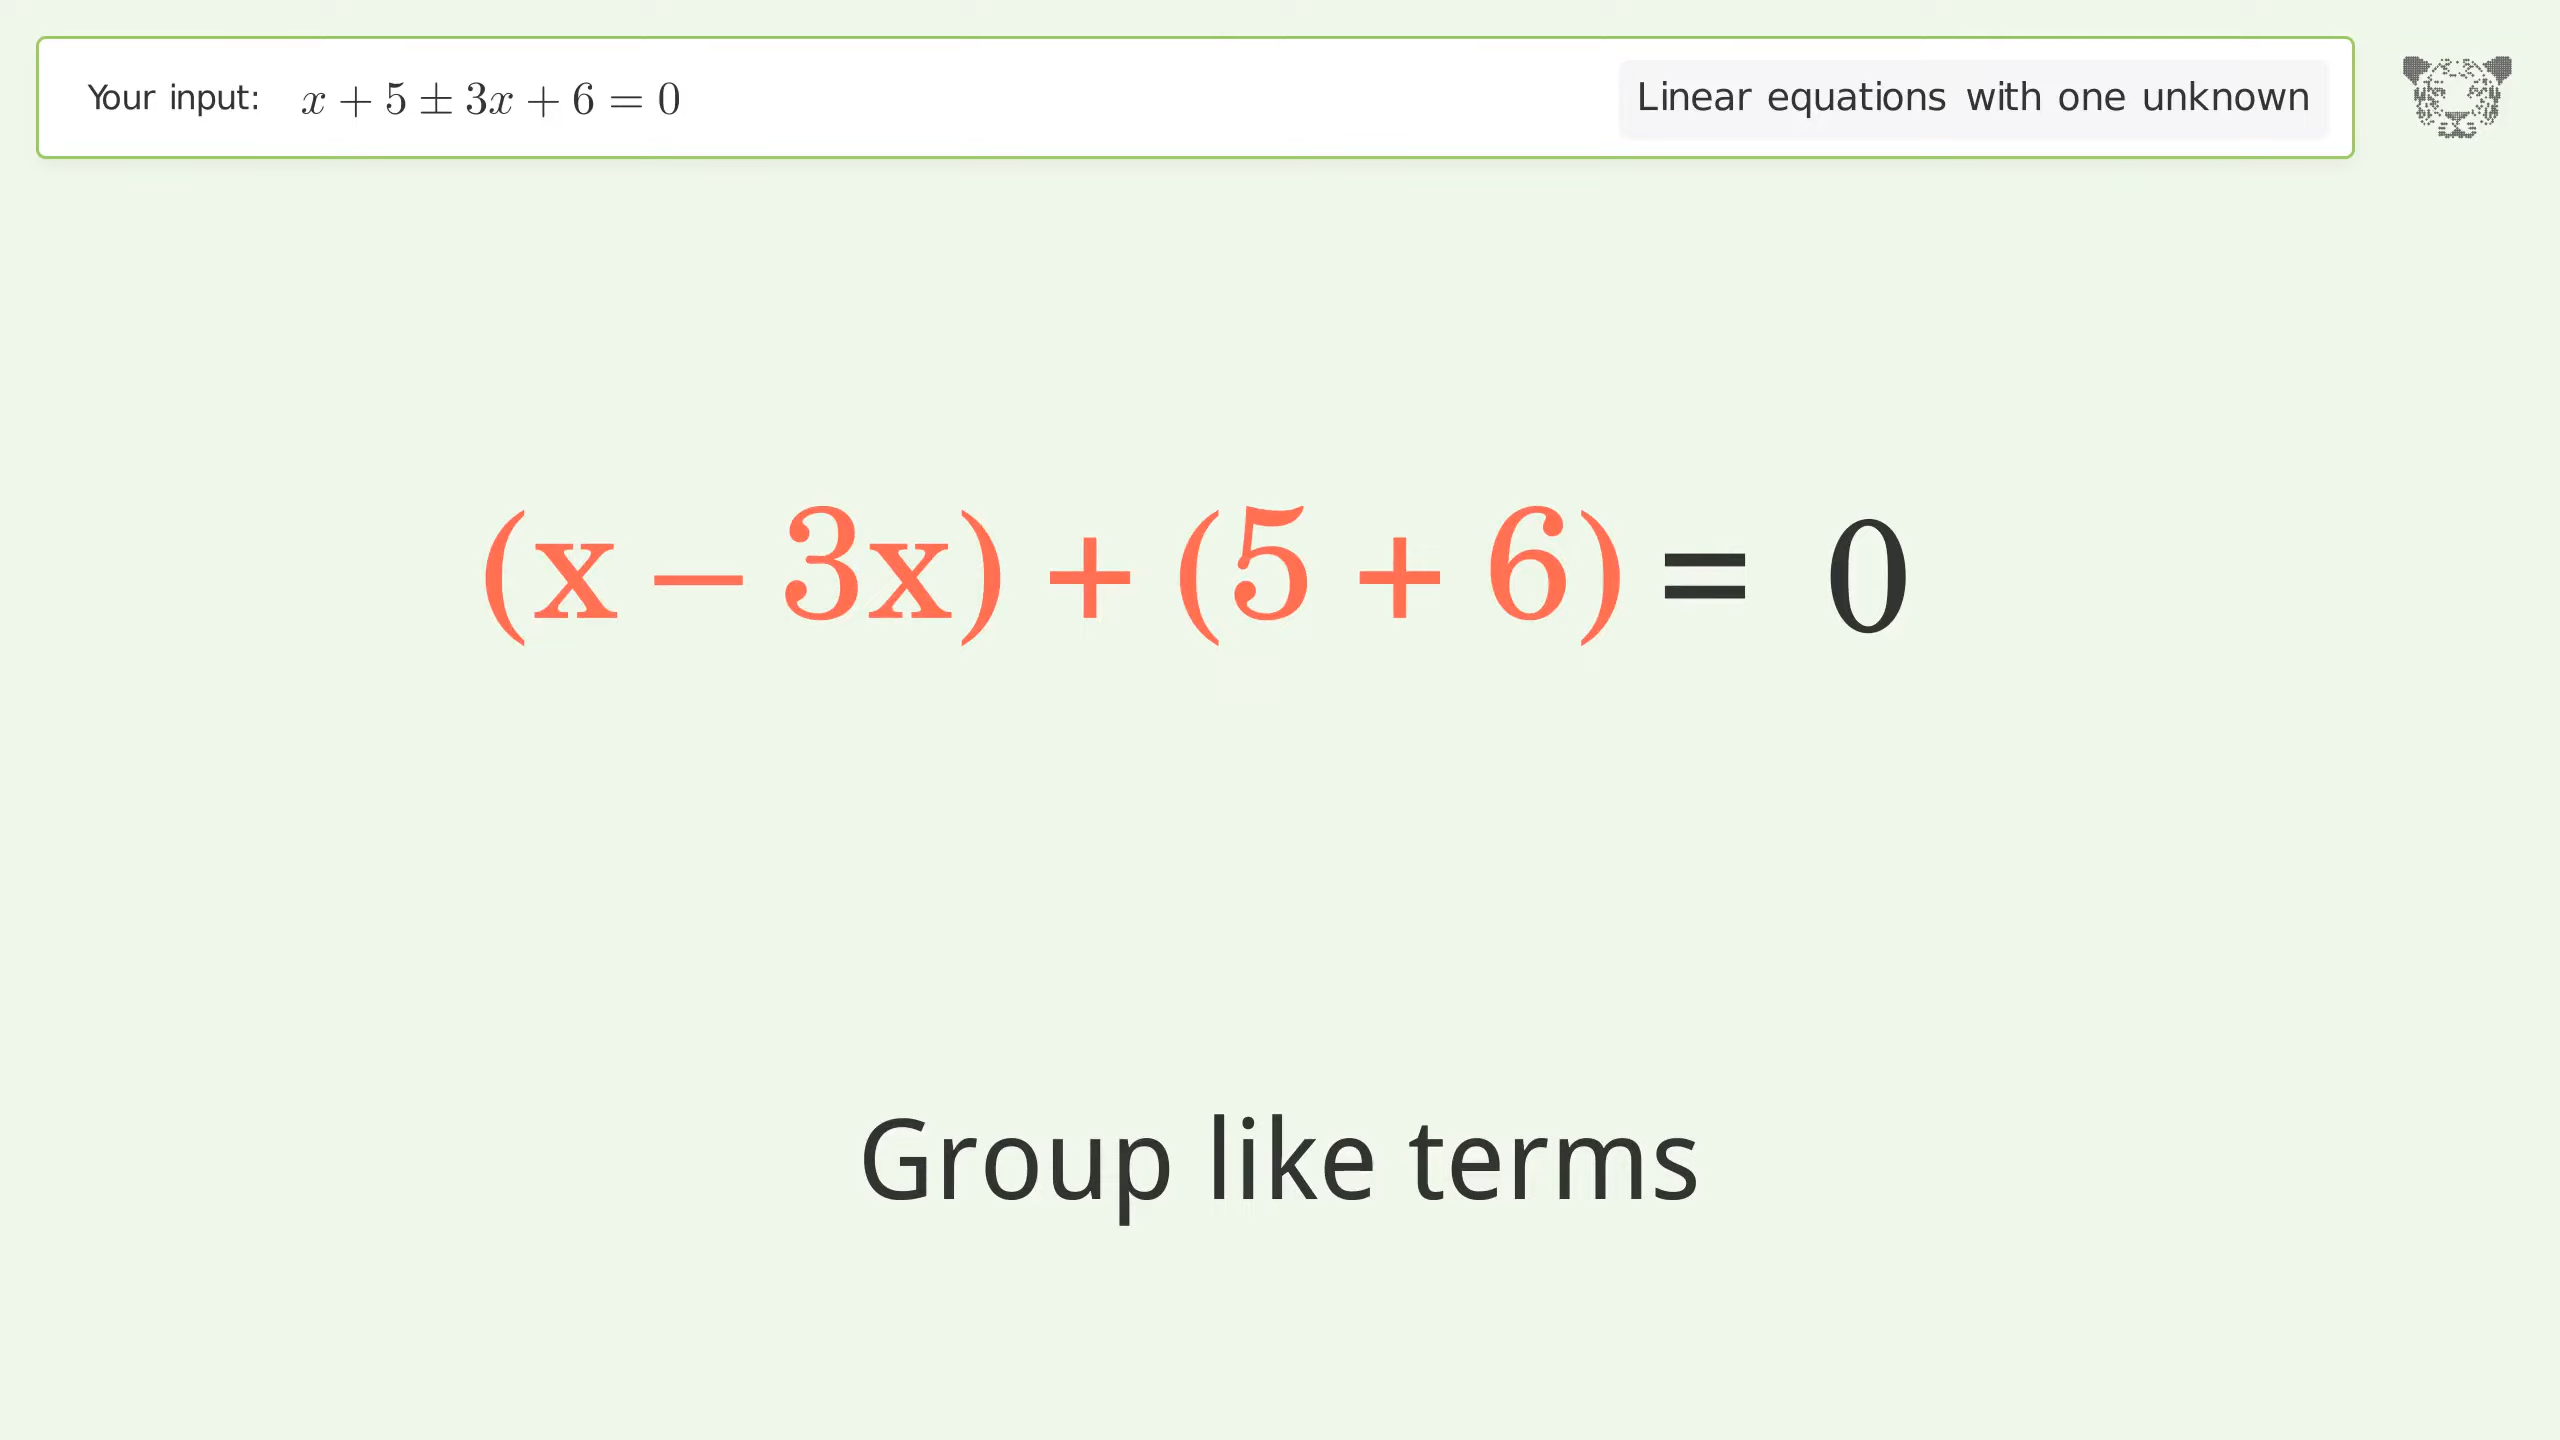 Your input: x + 5 ± 3x + 6 = 0
Linear equations with one unknown
(x – 3x) + (5 + 6) = 0
Group like terms